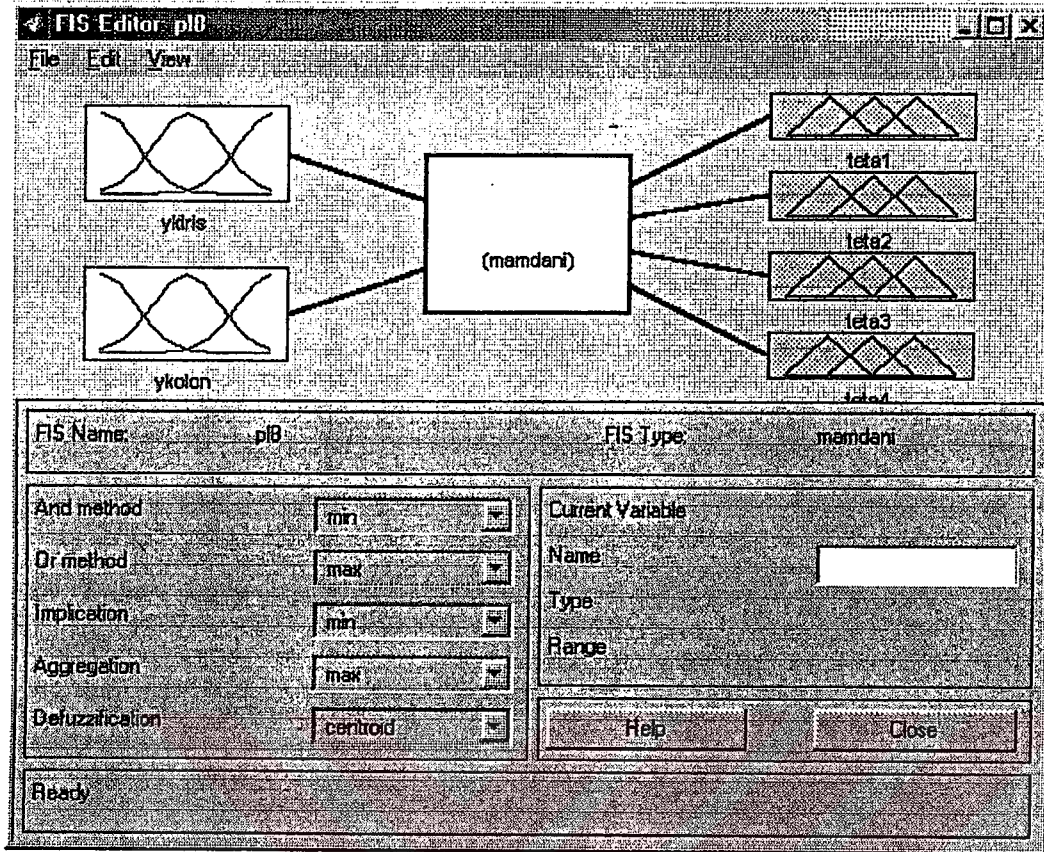 FIS Editor: pl8
File Edit View
ykiris
ykolon
(mamdani)
teta1
teta2
teta3
teta4
FIS Name: pl8 FIS Type: mamdani
And method min
Or method max
Implication min
Aggregation max
Defuzzification centroid
Current Variable
Name
Type
Range
Help Close
Ready